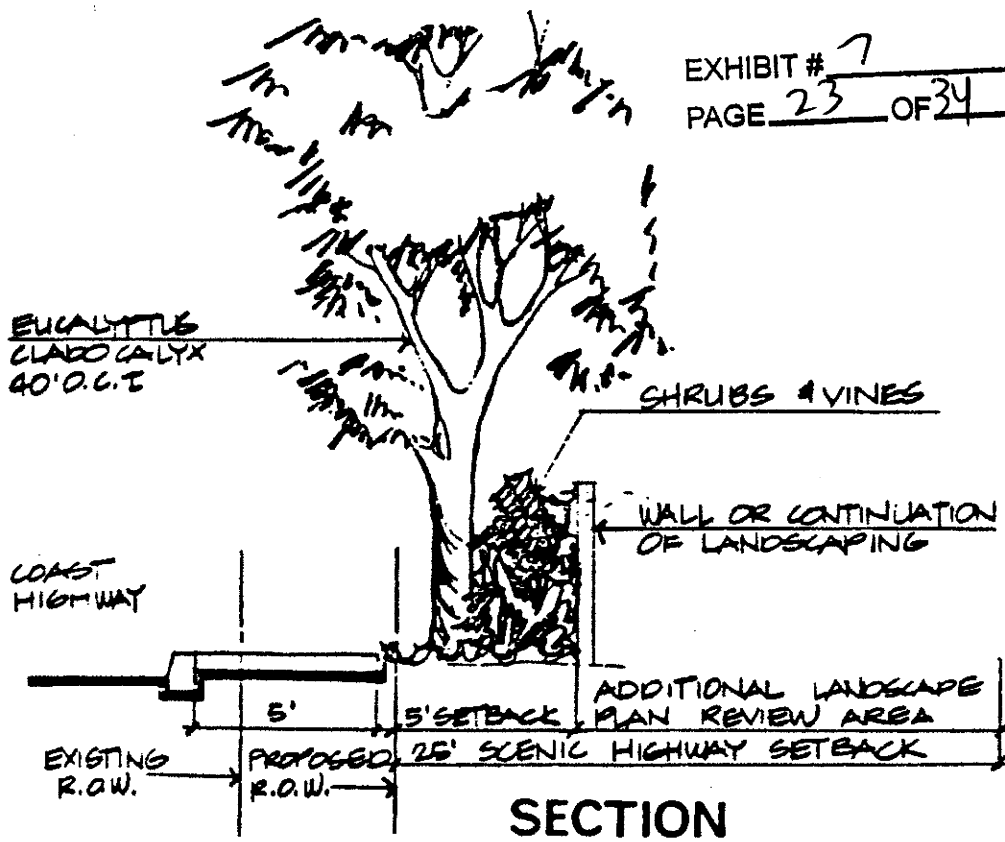 EXHIBIT # 7
PAGE 23 OF 34
EUCALYPTUS
CLADOCALYX
40' O.C.±
SHRUBS & VINES
WALL OR CONTINUATION
OF LANDSCAPING
COAST
HIGHWAY
5'
5' SETBACK
ADDITIONAL LANDSCAPE
PLAN REVIEW AREA
EXISTING
R.O.W.
PROPOSED
R.O.W.
25' SCENIC HIGHWAY SETBACK
SECTION